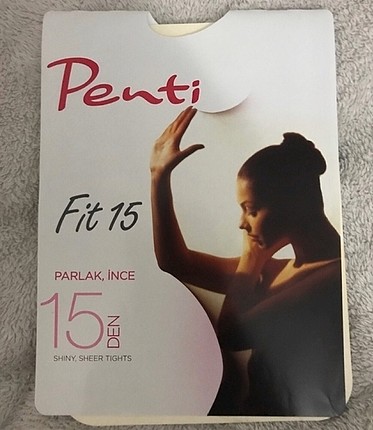 Penti
Fit 15
PARLAK, İNCE
15 DEN
SHINY, SHEER TIGHTS